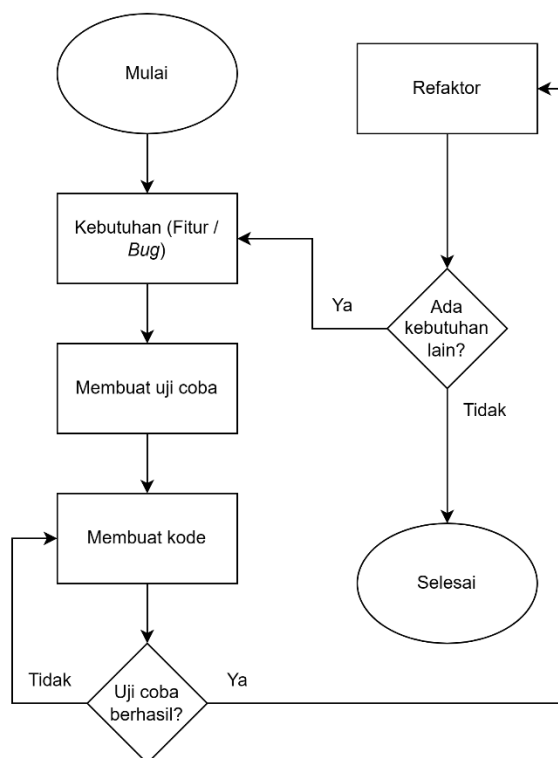 Mulai
Kebutuhan (Fitur /
Bug)
Membuat uji coba
Membuat kode
Uji coba
berhasil?
Tidak
Ya
Refaktor
Ada
kebutuhan
lain?
Ya
Tidak
Selesai